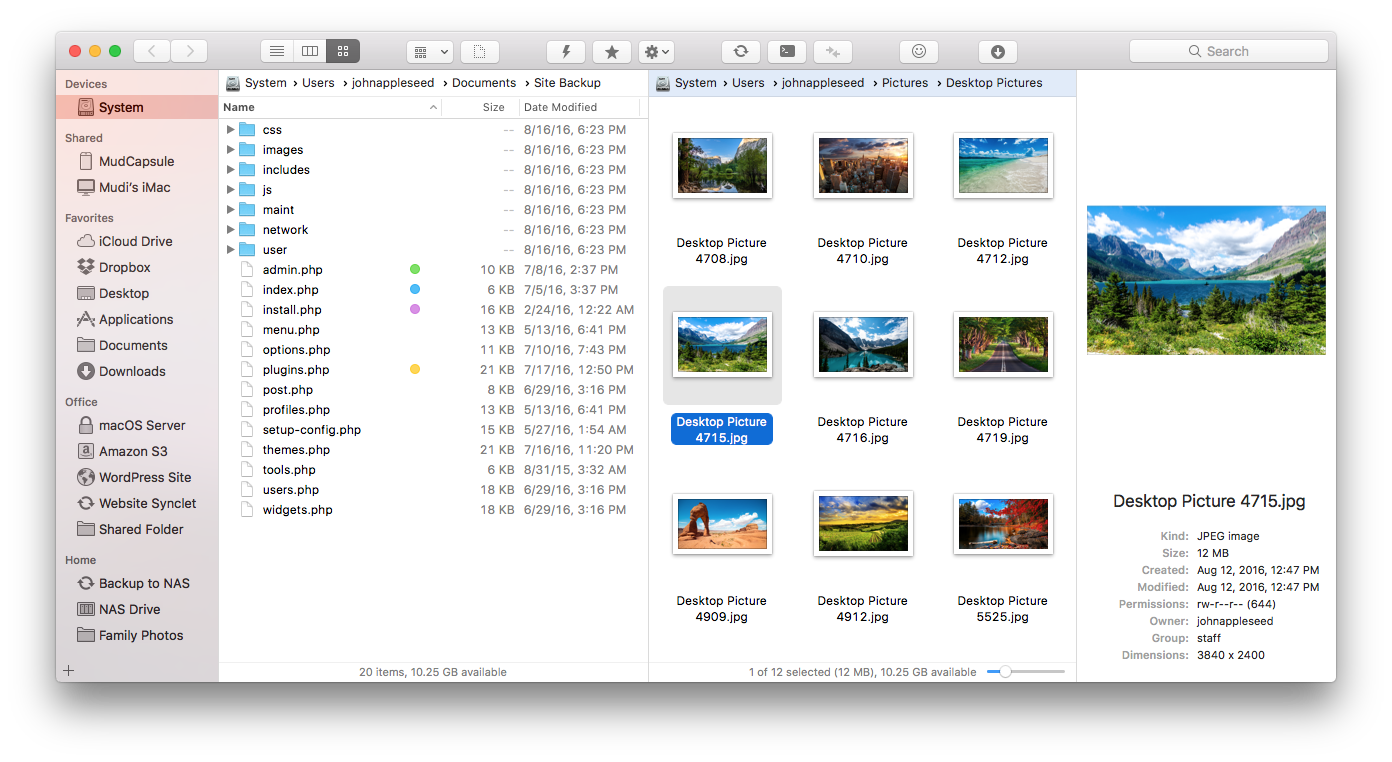 Search
Devices
System
Shared
MudCapsule
Mudi's iMac
Favorites
iCloud Drive
Dropbox
Desktop
Applications
Documents
Downloads
Office
macOS Server
Amazon S3
WordPress Site
Website Synclet
Shared Folder
Home
Backup to NAS
NAS Drive
Family Photos
System › Users › johnappleseed › Documents › Site Backup
Name Size Date Modified
css -- 8/16/16, 6:23 PM
images -- 8/16/16, 6:23 PM
includes -- 8/16/16, 6:23 PM
js -- 8/16/16, 6:23 PM
maint -- 8/16/16, 6:23 PM
network -- 8/16/16, 6:23 PM
user -- 8/16/16, 6:23 PM
admin.php 10 KB 7/8/16, 2:37 PM
index.php 6 KB 7/5/16, 3:37 PM
install.php 16 KB 2/24/16, 12:22 AM
menu.php 13 KB 5/13/16, 6:41 PM
options.php 11 KB 7/10/16, 7:43 PM
plugins.php 21 KB 7/17/16, 12:50 PM
post.php 8 KB 6/29/16, 3:16 PM
profiles.php 13 KB 5/13/16, 6:41 PM
setup-config.php 15 KB 5/27/16, 1:54 AM
themes.php 21 KB 7/16/16, 11:20 PM
tools.php 6 KB 8/31/15, 3:32 AM
users.php 18 KB 6/29/16, 3:16 PM
widgets.php 18 KB 6/29/16, 3:16 PM
20 items, 10.25 GB available
System › Users › johnappleseed › Pictures › Desktop Pictures
Desktop Picture
4708.jpg
Desktop Picture
4710.jpg
Desktop Picture
4712.jpg
Desktop Picture
4715.jpg
Desktop Picture
4716.jpg
Desktop Picture
4719.jpg
Desktop Picture
4909.jpg
Desktop Picture
4912.jpg
Desktop Picture
5525.jpg
1 of 12 selected (12 MB), 10.25 GB available
Desktop Picture 4715.jpg
Kind: JPEG image
Size: 12 MB
Created: Aug 12, 2016, 12:47 PM
Modified: Aug 12, 2016, 12:47 PM
Permissions: rw-r--r-- (644)
Owner: johnappleseed
Group: staff
Dimensions: 3840 x 2400